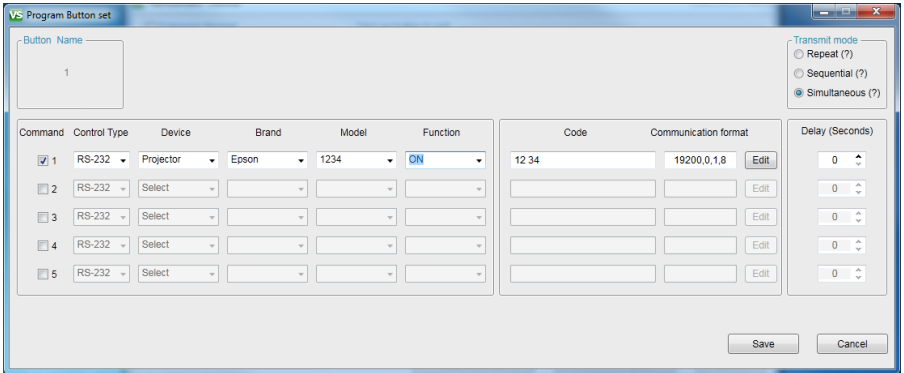 VS Program Button set
Button Name
1
Transmit mode
Repeat (?)
Sequential (?)
Simultaneous (?)
Command Control Type Device Brand Model Function Code Communication format Delay (Seconds)
1 RS-232 Projector Epson 1234 ON 12 34 19200,0,1,8 Edit 0
2 RS-232 Select Edit 0
3 RS-232 Select Edit 0
4 RS-232 Select Edit 0
5 RS-232 Select Edit 0
Save Cancel